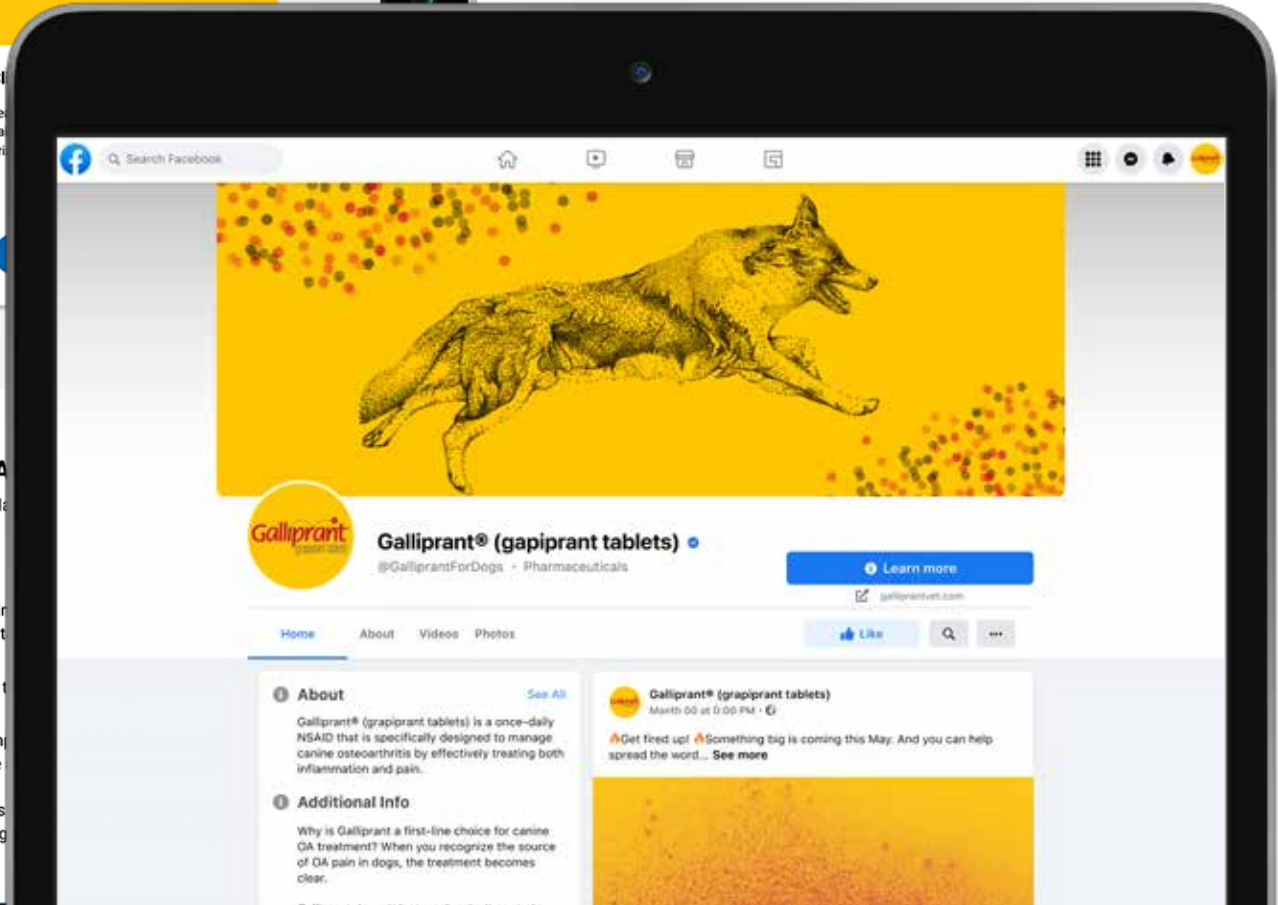 Search Facebook
Galliprant
Galliprant® (gapiprant tablets)
@GalliprantForDogs · Pharmaceuticals
Learn more
galliprantvet.com
Home
About
Videos
Photos
Like
About
See All
Galliprant® (grapiprant tablets) is a once-daily
NSAID that is specifically designed to manage
canine osteoarthritis by effectively treating both
inflammation and pain.
Additional Info
Why is Galliprant a first-line choice for canine
OA treatment? When you recognize the source
of OA pain in dogs, the treatment becomes
clear.
Galliprant® (grapiprant tablets)
Month 00 at 0:00 PM ·
🔥Get fired up! 🔥Something big is coming this May. And you can help
spread the word... See more